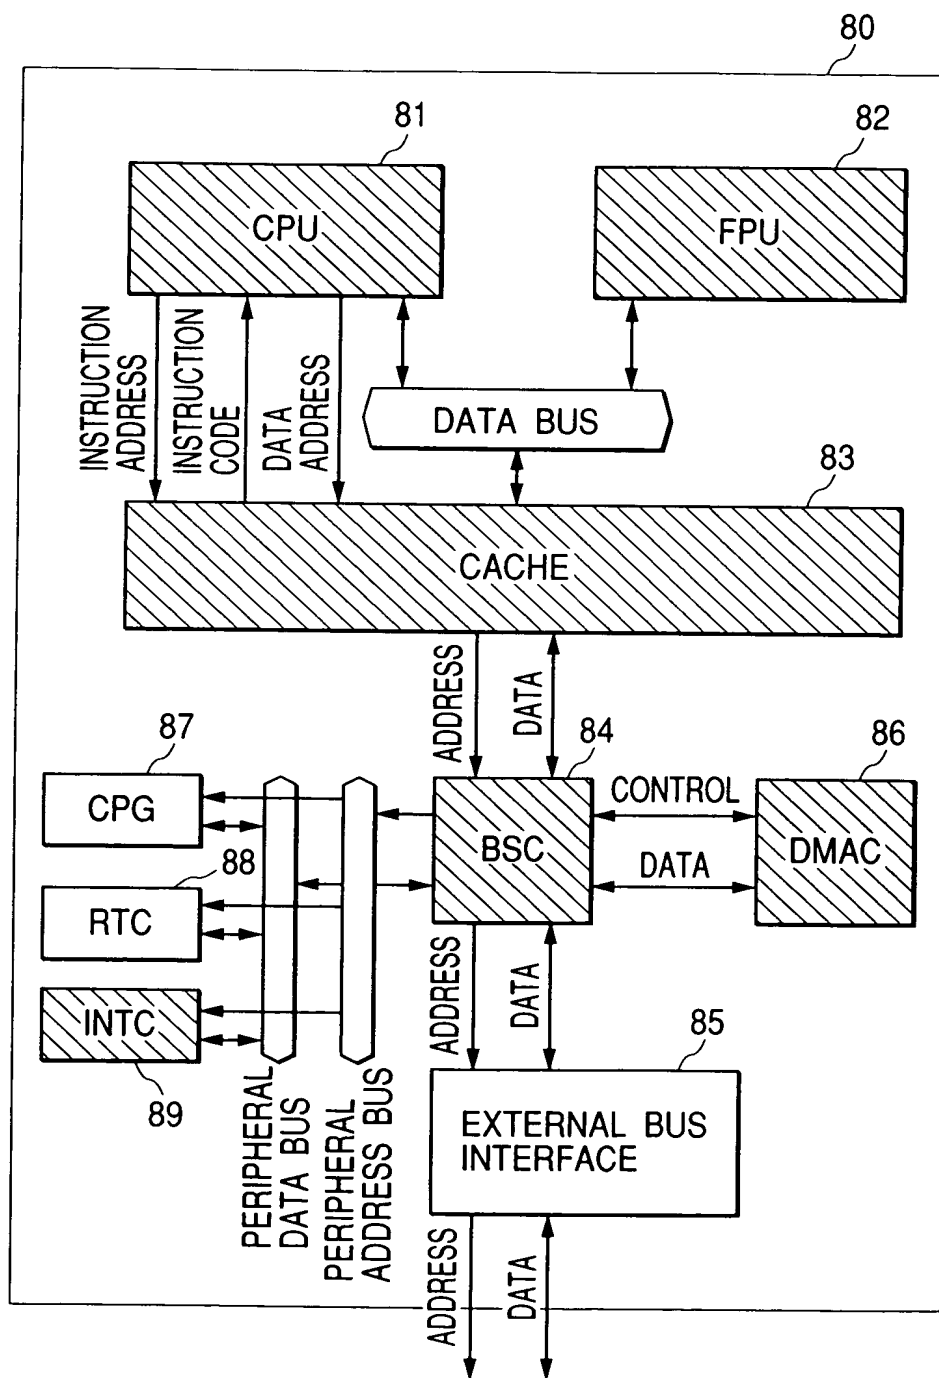 80
81
82
CPU
FPU
INSTRUCTION
ADDRESS
INSTRUCTION
CODE
DATA
ADDRESS
DATA BUS
83
CACHE
ADDRESS
DATA
87
84
86
CPG
BSC
CONTROL
DMAC
DATA
88
RTC
INTC
89
ADDRESS
DATA
85
PERIPHERAL
DATA BUS
PERIPHERAL
ADDRESS BUS
EXTERNAL BUS
INTERFACE
ADDRESS
DATA